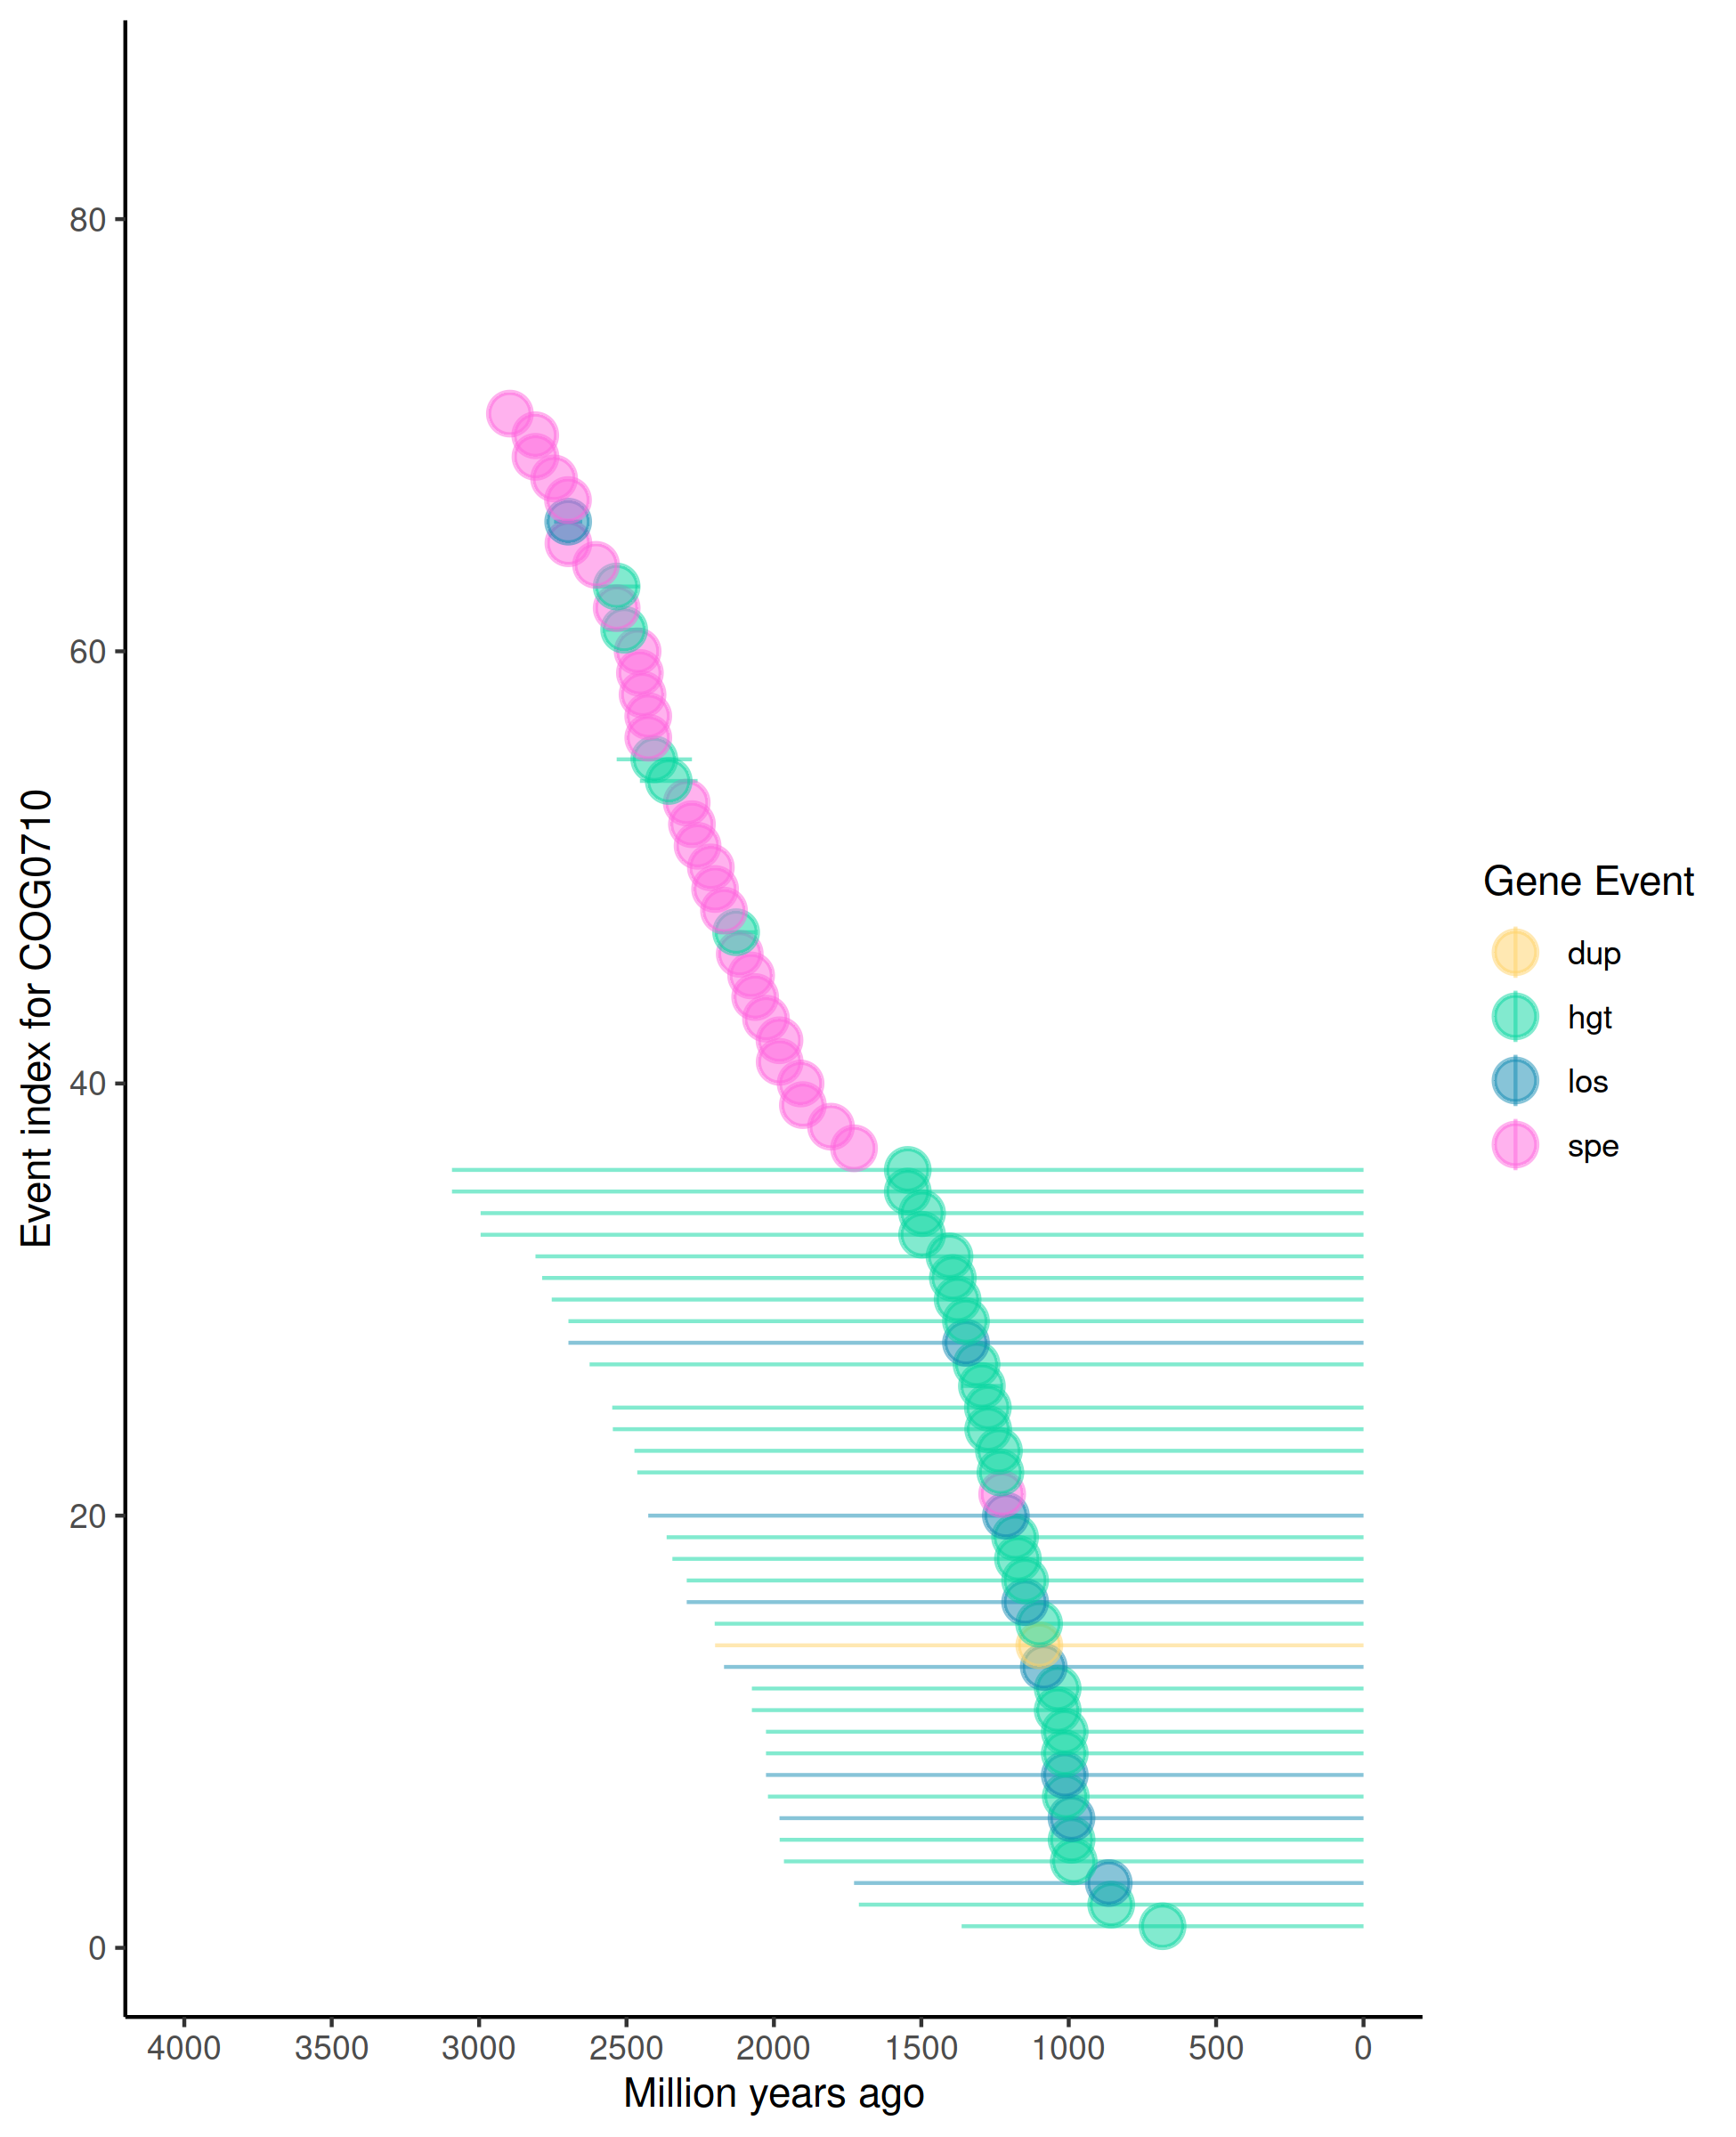 Event index for COG0710
80
60
40
20
0
4000 3500 3000 2500 2000 1500 1000 500 0
Million years ago
Gene Event
dup
hgt
los
spe